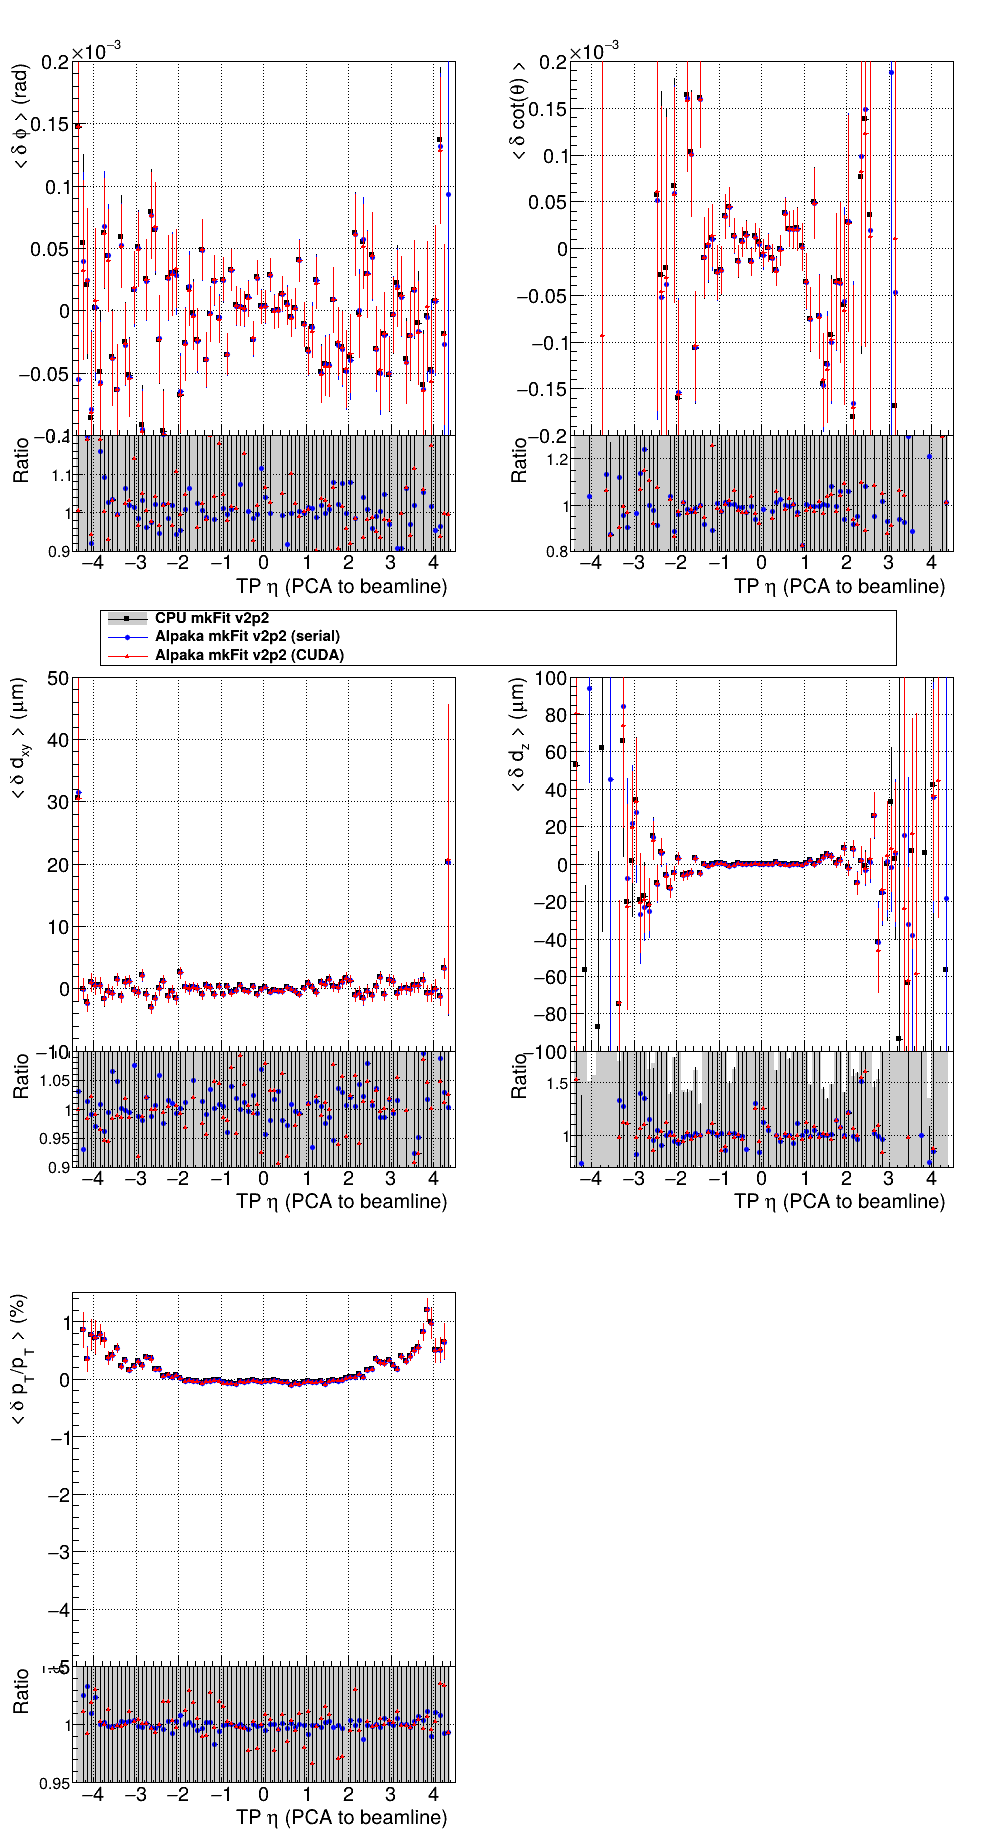 ×10⁻³
< δ ϕ > (rad)
0.2
0.15
0.1
0.05
0
−0.05
−0.1
Ratio
1.1
1
0.9
−4 −3 −2 −1 0 1 2 3 4
TP η (PCA to beamline)
×10⁻³
< δ cot(θ) >
0.2
0.15
0.1
0.05
0
−0.05
−0.1
−0.15
−0.2
Ratio
1.2
1
0.8
−4 −3 −2 −1 0 1 2 3 4
TP η (PCA to beamline)
CPU mkFit v2p2
Alpaka mkFit v2p2 (serial)
Alpaka mkFit v2p2 (CUDA)
< δ d_xy > (μm)
50
40
30
20
10
0
−10
Ratio
1.05
1
0.95
0.9
−4 −3 −2 −1 0 1 2 3 4
TP η (PCA to beamline)
< δ d_z > (μm)
100
80
60
40
20
0
−20
−40
−60
−80
−100
Ratio
1.5
1
−4 −3 −2 −1 0 1 2 3 4
TP η (PCA to beamline)
< δ p_T/p_T > (%)
1
0
−1
−2
−3
−4
Ratio
1
0.95
−4 −3 −2 −1 0 1 2 3 4
TP η (PCA to beamline)